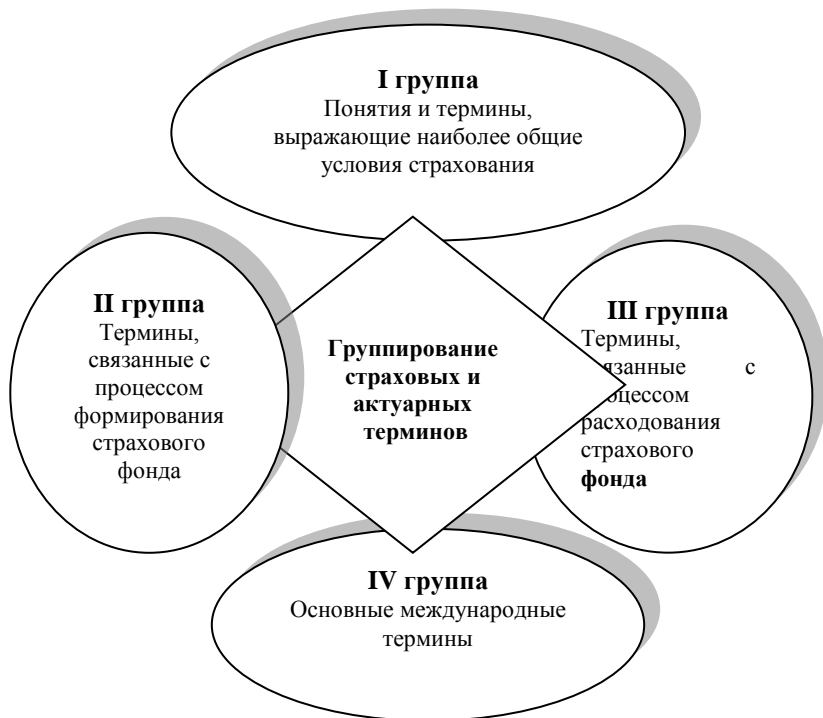 I группа
Понятия и термины,
выражающие наиболее общие
условия страхования
II группа
Термины,
связанные с
процессом
формирования
страхового
фонда
Группирование
страховых и
актуарных
терминов
III группа
Термины,
связанные с
процессом
расходования
страхового
фонда
IV группа
Основные международные
термины